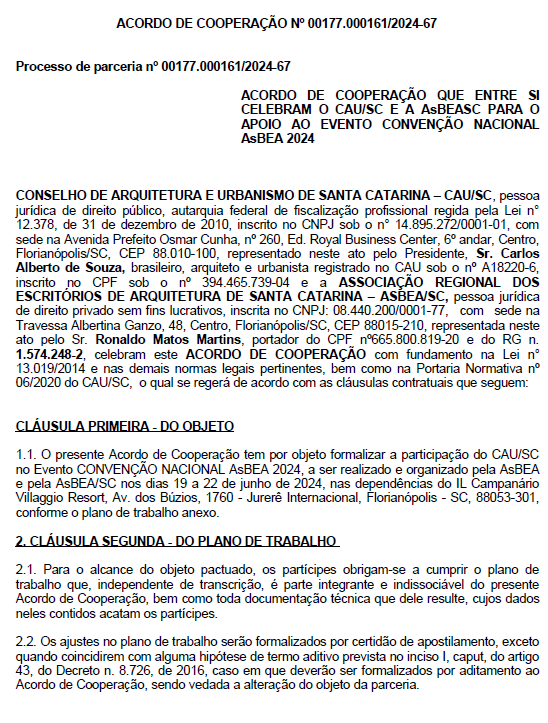 ACORDO DE COOPERAÇÃO Nº 00177.000161/2024-67
Processo de parceria nº 00177.000161/2024-67
ACORDO DE COOPERAÇÃO QUE ENTRE SI
CELEBRAM O CAU/SC E A AsBEASC PARA O
APOIO AO EVENTO CONVENÇÃO NACIONAL
AsBEA 2024
CONSELHO DE ARQUITETURA E URBANISMO DE SANTA CATARINA – CAU/SC, pessoa
jurídica de direito público, autarquia federal de fiscalização profissional regida pela Lei n°
12.378, de 31 de dezembro de 2010, inscrito no CNPJ sob o n° 14.895.272/0001-01, com
sede na Avenida Prefeito Osmar Cunha, nº 260, Ed. Royal Business Center, 6º andar, Centro,
Florianópolis/SC, CEP 88.010-100, representado neste ato pelo Presidente, Sr. Carlos
Alberto de Souza, brasileiro, arquiteto e urbanista registrado no CAU sob o nº A18220-6,
inscrito no CPF sob o nº 394.465.739-04 e a ASSOCIAÇÃO REGIONAL DOS
ESCRITÓRIOS DE ARQUITETURA DE SANTA CATARINA – ASBEA/SC, pessoa jurídica
de direito privado sem fins lucrativos, inscrita no CNPJ: 08.440.200/0001-77, com sede na
Travessa Albertina Ganzo, 48, Centro, Florianópolis/SC, CEP 88015-210, representada neste
ato pelo Sr. Ronaldo Matos Martins, portador do CPF nº665.800.819-20 e do RG n.
1.574.248-2, celebram este ACORDO DE COOPERAÇÃO com fundamento na Lei n°
13.019/2014 e nas demais normas legais pertinentes, bem como na Portaria Normativa nº
06/2020 do CAU/SC, o qual se regerá de acordo com as cláusulas contratuais que seguem:
CLÁUSULA PRIMEIRA - DO OBJETO
1.1. O presente Acordo de Cooperação tem por objeto formalizar a participação do CAU/SC
no Evento CONVENÇÃO NACIONAL AsBEA 2024, a ser realizado e organizado pela AsBEA
e pela AsBEA/SC nos dias 19 a 22 de junho de 2024, nas dependências do IL Campanário
Villaggio Resort, Av. dos Búzios, 1760 - Jurerê Internacional, Florianópolis - SC, 88053-301,
conforme o plano de trabalho anexo.
2. CLÁUSULA SEGUNDA - DO PLANO DE TRABALHO
2.1. Para o alcance do objeto pactuado, os partícipes obrigam-se a cumprir o plano de
trabalho que, independente de transcrição, é parte integrante e indissociável do presente
Acordo de Cooperação, bem como toda documentação técnica que dele resulte, cujos dados
neles contidos acatam os partícipes.
2.2. Os ajustes no plano de trabalho serão formalizados por certidão de apostilamento, exceto
quando coincidirem com alguma hipótese de termo aditivo prevista no inciso I, caput, do artigo
43, do Decreto n. 8.726, de 2016, caso em que deverão ser formalizados por aditamento ao
Acordo de Cooperação, sendo vedada a alteração do objeto da parceria.